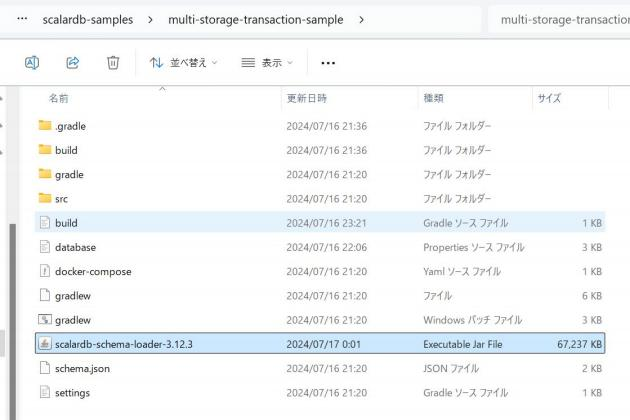 … scalardb-samples > multi-storage-transaction-sample > multi-storage-transaction
並べ替え 表示 …
名前 更新日時 種類 サイズ
.gradle 2024/07/16 21:36 ファイル フォルダー
build 2024/07/16 21:36 ファイル フォルダー
gradle 2024/07/16 21:20 ファイル フォルダー
src 2024/07/16 21:20 ファイル フォルダー
build 2024/07/16 23:21 Gradle ソース ファイル 1 KB
database 2024/07/16 22:06 Properties ソース ファイル 3 KB
docker-compose 2024/07/16 21:20 Yaml ソース ファイル 1 KB
gradlew 2024/07/16 21:20 ファイル 6 KB
gradlew 2024/07/16 21:20 Windows バッチ ファイル 3 KB
scalardb-schema-loader-3.12.3 2024/07/17 0:01 Executable Jar File 67,237 KB
schema.json 2024/07/16 21:20 JSON ファイル 2 KB
settings 2024/07/16 21:20 Gradle ソース ファイル 1 KB